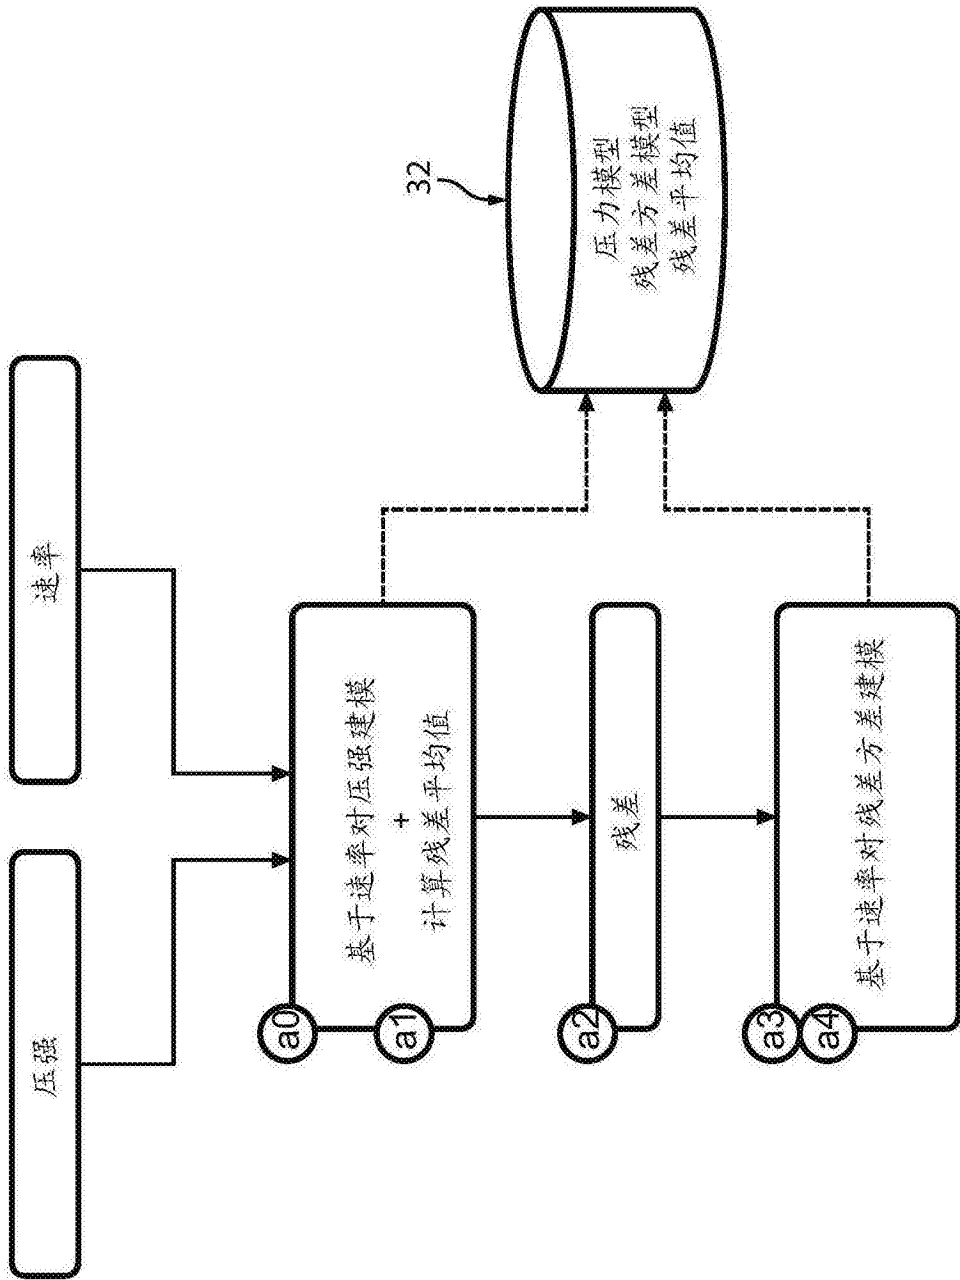 压强
速率
a0
基于速率对压强建模
+
a1
计算残差平均值
a2
残差
a3
a4
基于速率对残差方差建模
32
压力模型
残差方差模型
残差平均值